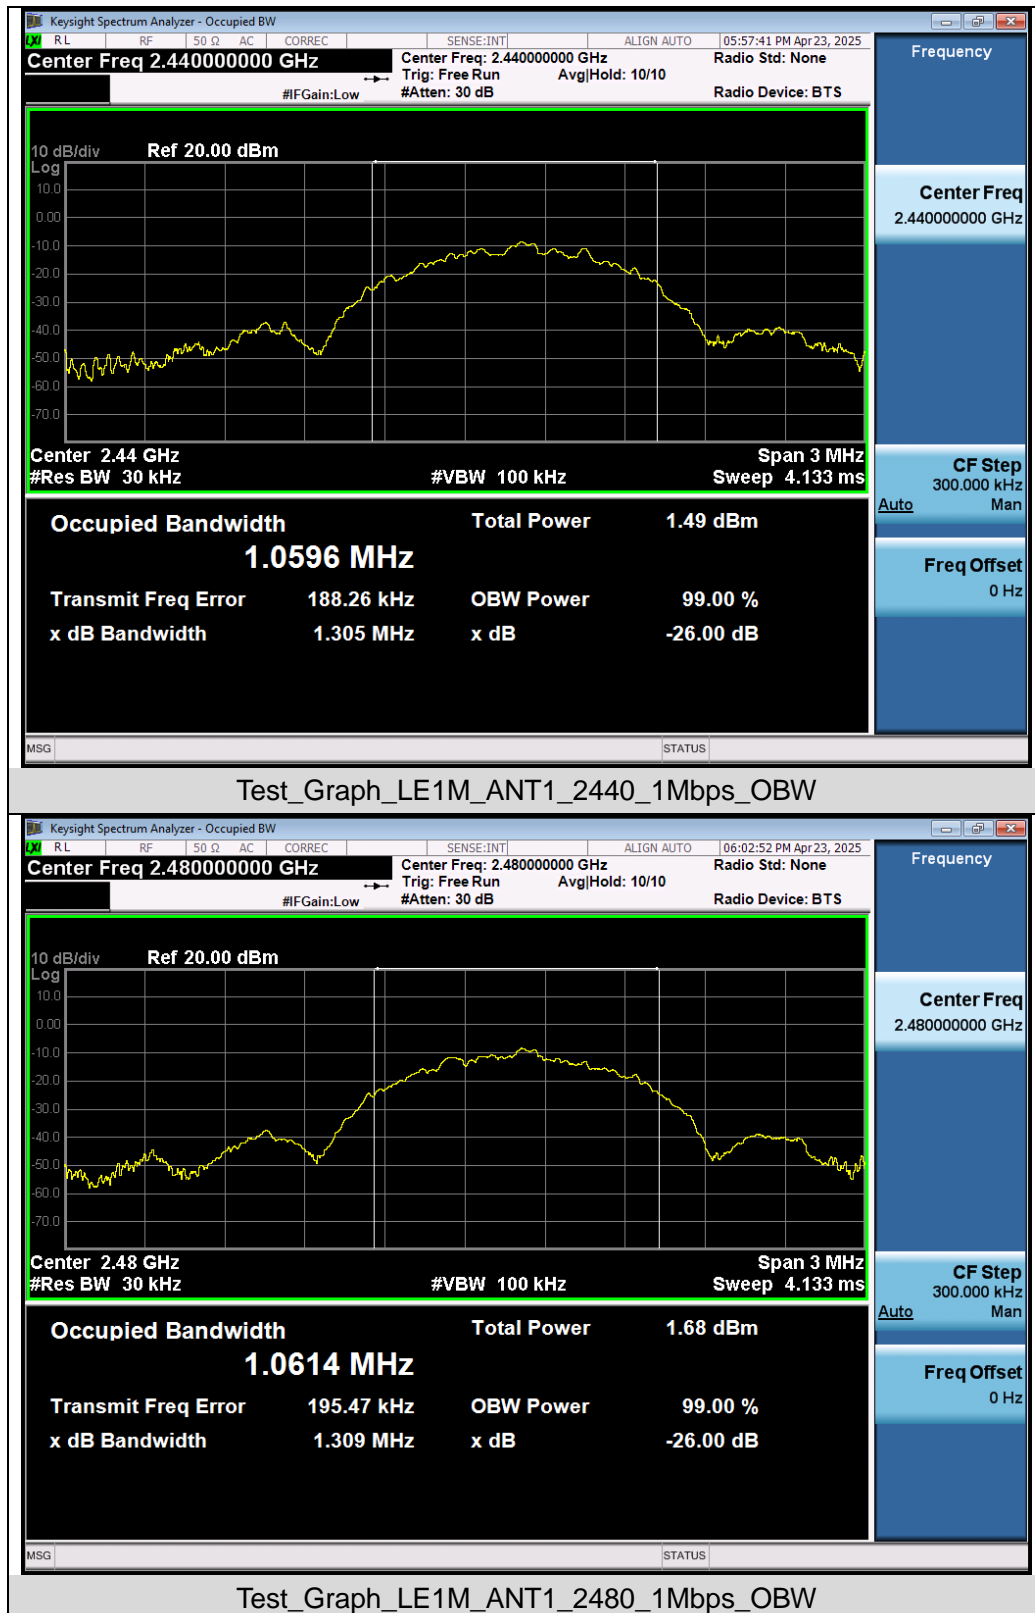 Keysight Spectrum Analyzer - Occupied BW
LXI RL RF 50 Ω AC CORREC SENSE:INT ALIGN AUTO 05:57:41 PM Apr 23, 2025
Center Freq 2.440000000 GHz
Center Freq: 2.440000000 GHz
Radio Std: None
Trig: Free Run Avg|Hold: 10/10
#IFGain:Low
#Atten: 30 dB
Radio Device: BTS
10 dB/div Ref 20.00 dBm
Log
10.0
0.00
-10.0
-20.0
-30.0
-40.0
-50.0
-60.0
-70.0
Center 2.44 GHz Span 3 MHz
#Res BW 30 kHz #VBW 100 kHz Sweep 4.133 ms
Occupied Bandwidth Total Power 1.49 dBm
1.0596 MHz
Transmit Freq Error 188.26 kHz OBW Power 99.00 %
x dB Bandwidth 1.305 MHz x dB -26.00 dB
MSG STATUS
Frequency
Center Freq
2.440000000 GHz
CF Step
300.000 kHz
Auto Man
Freq Offset
0 Hz
Test_Graph_LE1M_ANT1_2440_1Mbps_OBW
Keysight Spectrum Analyzer - Occupied BW
LXI RL RF 50 Ω AC CORREC SENSE:INT ALIGN AUTO 06:02:52 PM Apr 23, 2025
Center Freq 2.480000000 GHz
Center Freq: 2.480000000 GHz
Radio Std: None
Trig: Free Run Avg|Hold: 10/10
#IFGain:Low
#Atten: 30 dB
Radio Device: BTS
10 dB/div Ref 20.00 dBm
Log
10.0
0.00
-10.0
-20.0
-30.0
-40.0
-50.0
-60.0
-70.0
Center 2.48 GHz Span 3 MHz
#Res BW 30 kHz #VBW 100 kHz Sweep 4.133 ms
Occupied Bandwidth Total Power 1.68 dBm
1.0614 MHz
Transmit Freq Error 195.47 kHz OBW Power 99.00 %
x dB Bandwidth 1.309 MHz x dB -26.00 dB
MSG STATUS
Frequency
Center Freq
2.480000000 GHz
CF Step
300.000 kHz
Auto Man
Freq Offset
0 Hz
Test_Graph_LE1M_ANT1_2480_1Mbps_OBW